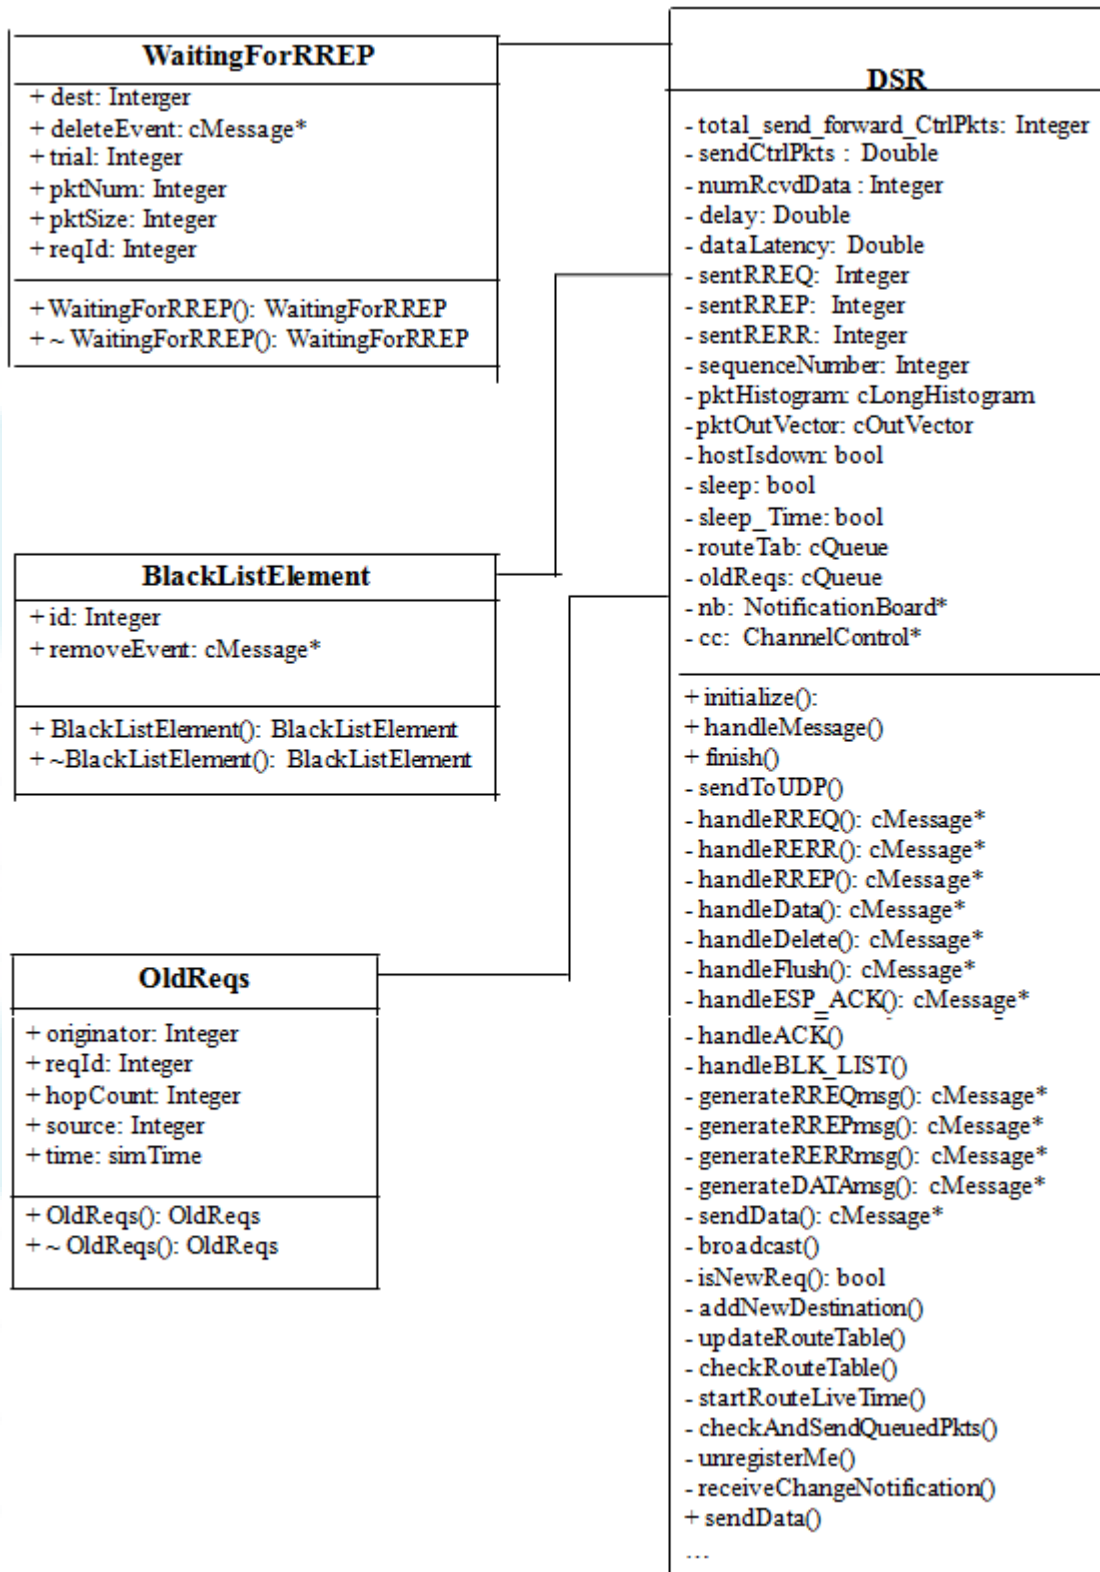 WaitingForRREP
+ dest: Interger
+ deleteEvent: cMessage*
+ trial: Integer
+ pktNum: Integer
+ pktSize: Integer
+ reqId: Integer
+ WaitingForRREP(): WaitingForRREP
+ ~ WaitingForRREP(): WaitingForRREP
BlackListElement
+ id: Integer
+ removeEvent: cMessage*
+ BlackListElement(): BlackListElement
+ ~BlackListElement(): BlackListElement
OldReqs
+ originator: Integer
+ reqId: Integer
+ hopCount: Integer
+ source: Integer
+ time: simTime
+ OldReqs(): OldReqs
+ ~ OldReqs(): OldReqs
DSR
- total_send_forward_CtrlPkts: Integer
- sendCtrlPkts : Double
- numRcvdData : Integer
- delay: Double
- dataLatency: Double
- sentRREQ: Integer
- sentRREP: Integer
- sentRERR: Integer
- sequenceNumber: Integer
- pktHistogram: cLongHistogram
- pktOutVector: cOutVector
- hostIsdown: bool
- sleep: bool
- sleep_Time: bool
- routeTab: cQueue
- oldReqs: cQueue
- nb: NotificationBoard*
- cc: ChannelControl*
+ initialize():
+ handleMessage()
+ finish()
- sendToUDP()
- handleRREQ(): cMessage*
- handleRERR(): cMessage*
- handleRREP(): cMessage*
- handleData(): cMessage*
- handleDelete(): cMessage*
- handleFlush(): cMessage*
- handleESP_ACK(): cMessage*
- handleACK()
- handleBLK_LIST()
- generateRREQmsg(): cMessage*
- generateRREPmsg(): cMessage*
- generateRERRmsg(): cMessage*
- generateDATAmsg(): cMessage*
- sendData(): cMessage*
- broadcast()
- isNewReq(): bool
- addNewDestination()
- updateRouteTable()
- checkRouteTable()
- startRouteLiveTime()
- checkAndSendQueuedPkts()
- unregisterMe()
- receiveChangeNotification()
+ sendData()
...